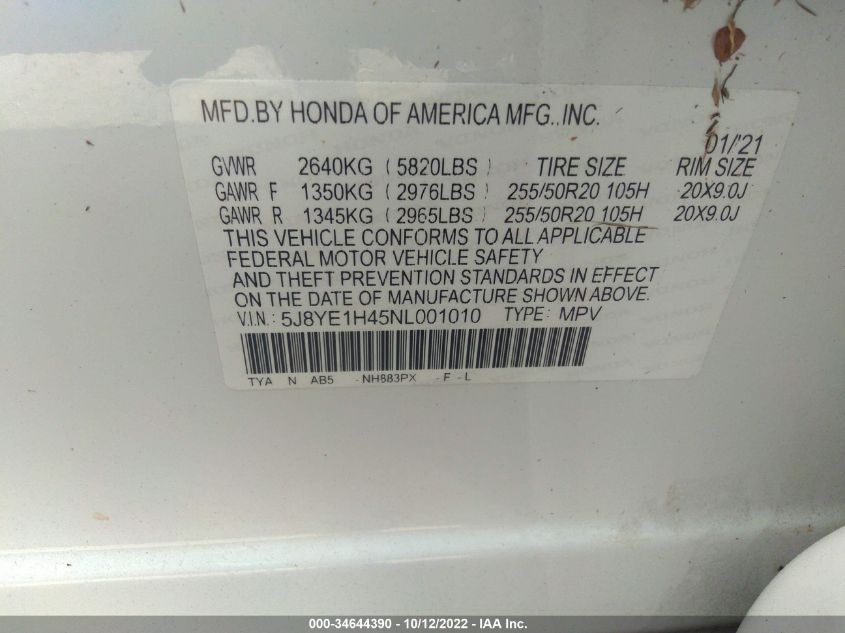 MFD.BY HONDA OF AMERICA MFG.,INC.
01/'21
GVWR 2640KG (5820LBS) TIRE SIZE RIM SIZE
GAWR F 1350KG (2976LBS) 255/50R20 105H 20X9.0J
GAWR R 1345KG (2965LBS) 255/50R20 105H 20X9.0J
THIS VEHICLE CONFORMS TO ALL APPLICABLE
FEDERAL MOTOR VEHICLE SAFETY
AND THEFT PREVENTION STANDARDS IN EFFECT
ON THE DATE OF MANUFACTURE SHOWN ABOVE.
V.I.N.: 5J8YE1H45NL001010 TYPE: MPV
TYA N AB5 -NH883PX -F -L
000-34644390 - 10/12/2022 - IAA Inc.